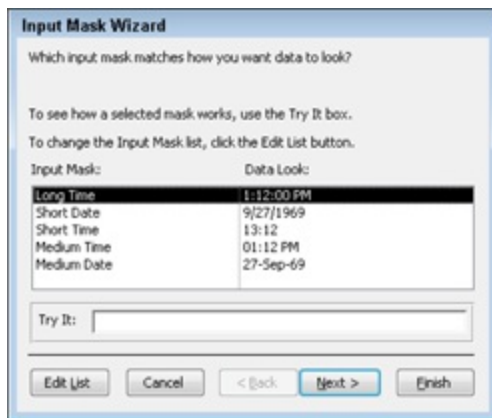 Input Mask Wizard
Which input mask matches how you want data to look?
To see how a selected mask works, use the Try It box.
To change the Input Mask list, click the Edit List button.
Input Mask: Data Look:
Long Time 1:12:00 PM
Short Date 9/27/1969
Short Time 13:12
Medium Time 01:12 PM
Medium Date 27-Sep-69
Try It:
Edit List Cancel < Back Next > Finish